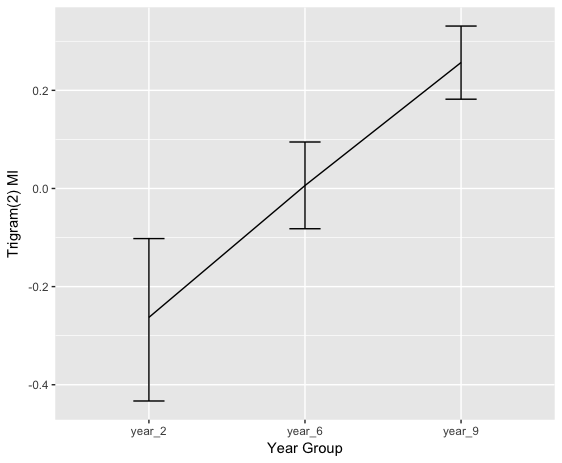 Trigram(2) MI
0.2
0.0
-0.2
-0.4
year_2
year_6
year_9
Year Group